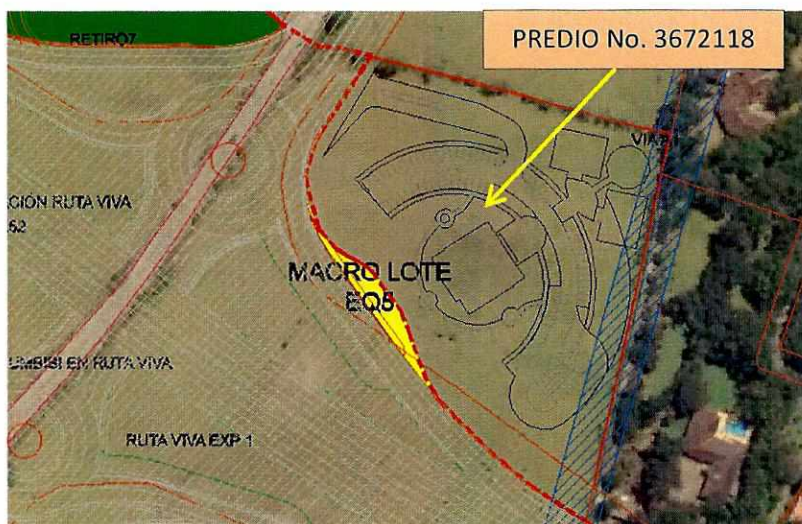 PREDIO No. 3672118
RETIRO7
VIA
CION RUTA VIVA
52
MACRO LOTE
EQ5
UMBISI EN RUTA VIVA
RUTA VIVA EXP 1